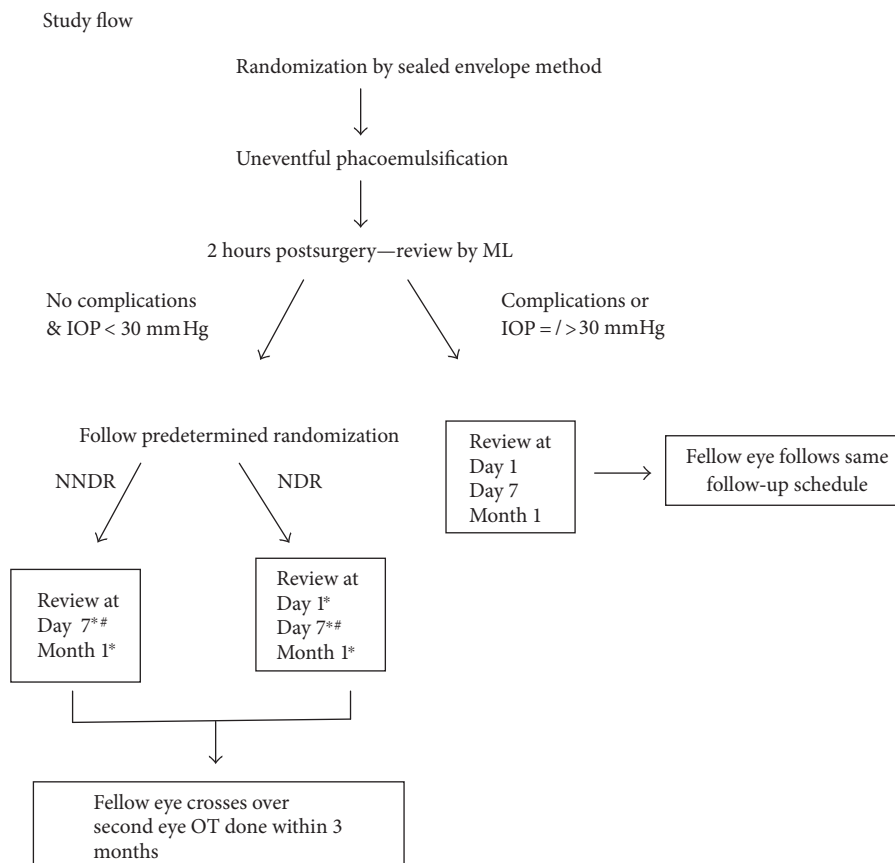 Study flow
Randomization by sealed envelope method
Uneventful phacoemulsification
2 hours postsurgery—review by ML
No complications
& IOP < 30 mmHg
Complications or
IOP = / > 30 mmHg
Follow predetermined randomization
NNDR
NDR
Review at
Day 1
Day 7
Month 1
Fellow eye follows same
follow-up schedule
Review at
Day 7*#
Month 1*
Review at
Day 1*
Day 7*#
Month 1*
Fellow eye crosses over
second eye OT done within 3
months